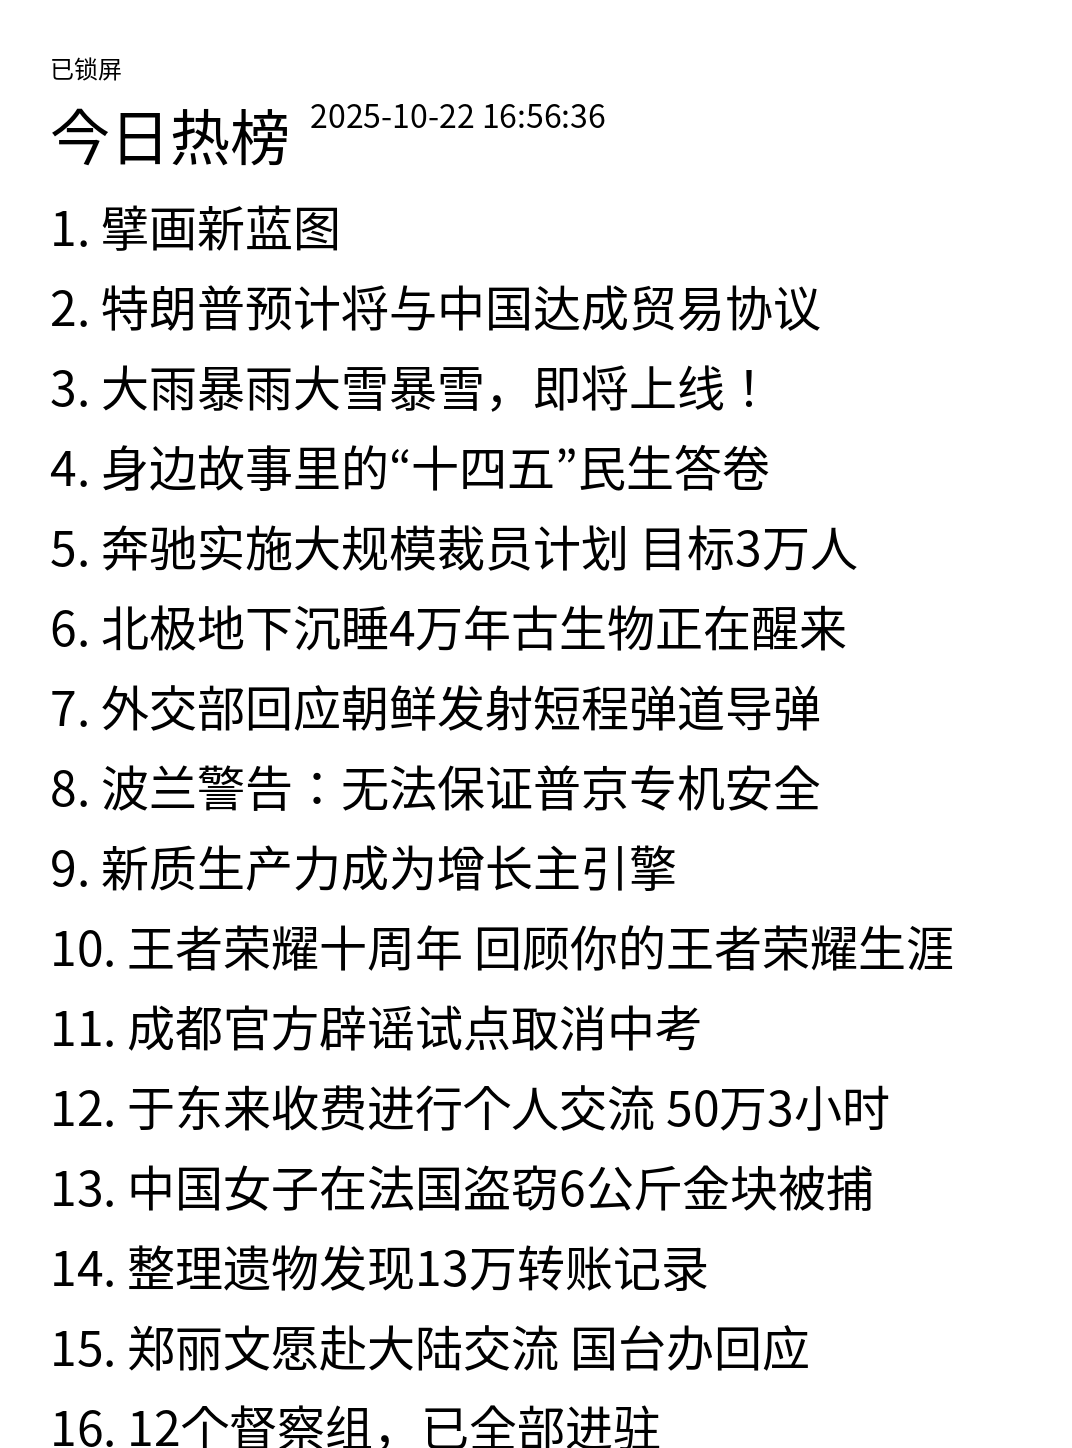 已锁屏
今日热榜 2025-10-22 16:56:36
1. 擘画新蓝图
2. 特朗普预计将与中国达成贸易协议
3. 大雨暴雨大雪暴雪，即将上线！
4. 身边故事里的“十四五”民生答卷
5. 奔驰实施大规模裁员计划 目标3万人
6. 北极地下沉睡4万年古生物正在醒来
7. 外交部回应朝鲜发射短程弹道导弹
8. 波兰警告：无法保证普京专机安全
9. 新质生产力成为增长主引擎
10. 王者荣耀十周年 回顾你的王者荣耀生涯
11. 成都官方辟谣试点取消中考
12. 于东来收费进行个人交流 50万3小时
13. 中国女子在法国盗窃6公斤金块被捕
14. 整理遗物发现13万转账记录
15. 郑丽文愿赴大陆交流 国台办回应
16. 12个督察组，已全部进驻